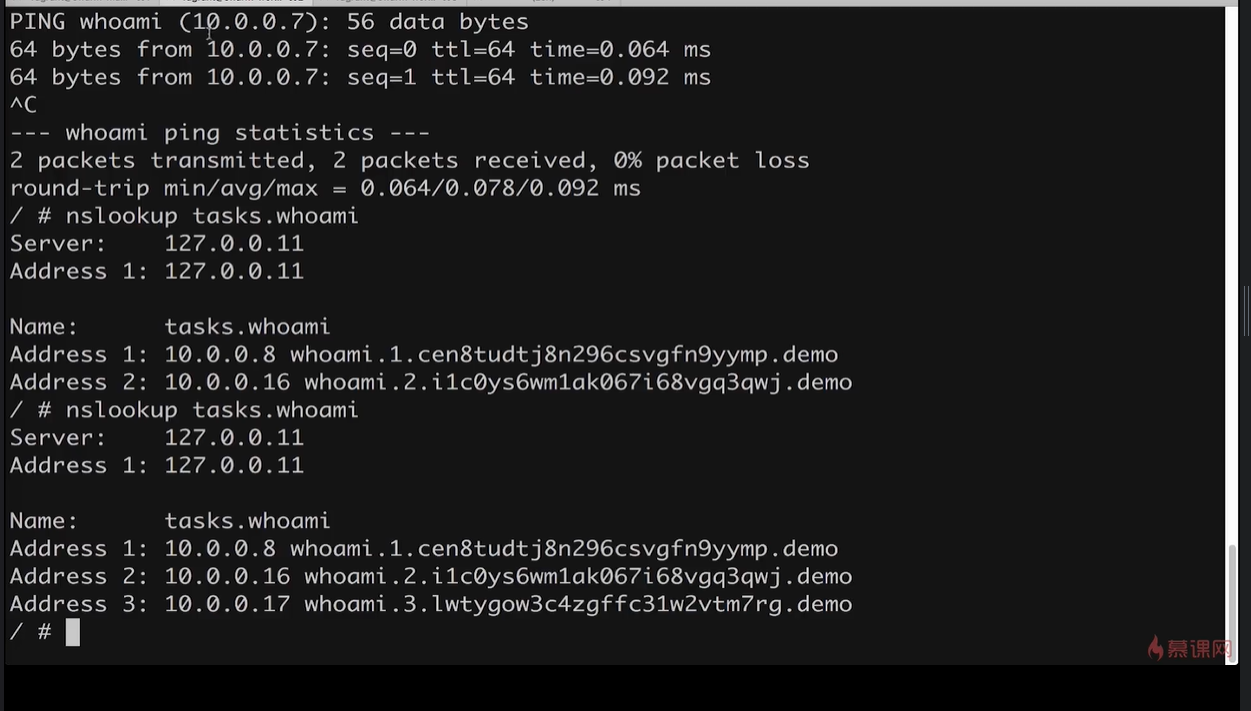 PING whoami (10.0.0.7): 56 data bytes
64 bytes from 10.0.0.7: seq=0 ttl=64 time=0.064 ms
64 bytes from 10.0.0.7: seq=1 ttl=64 time=0.092 ms
^C
--- whoami ping statistics ---
2 packets transmitted, 2 packets received, 0% packet loss
round-trip min/avg/max = 0.064/0.078/0.092 ms
/ # nslookup tasks.whoami
Server:    127.0.0.11
Address 1: 127.0.0.11
Name:      tasks.whoami
Address 1: 10.0.0.8 whoami.1.cen8tudtj8n296csvgfn9yymp.demo
Address 2: 10.0.0.16 whoami.2.i1c0ys6wm1ak067i68vgq3qwj.demo
/ # nslookup tasks.whoami
Server:    127.0.0.11
Address 1: 127.0.0.11
Name:      tasks.whoami
Address 1: 10.0.0.8 whoami.1.cen8tudtj8n296csvgfn9yymp.demo
Address 2: 10.0.0.16 whoami.2.i1c0ys6wm1ak067i68vgq3qwj.demo
Address 3: 10.0.0.17 whoami.3.lwtygow3c4zgffc31w2vtm7rg.demo
/ #
慕课网